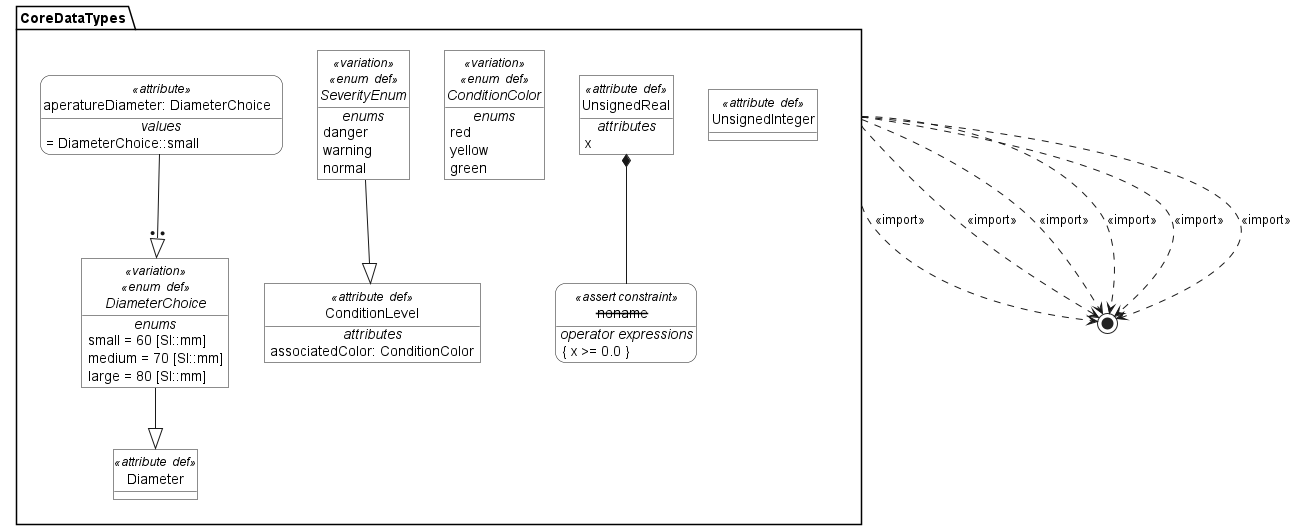 CoreDataTypes
«attribute»
aperatureDiameter: DiameterChoice
values
= DiameterChoice::small
«variation»
«enum def»
SeverityEnum
enums
danger
warning
normal
«variation»
«enum def»
ConditionColor
enums
red
yellow
green
«attribute def»
UnsignedReal
attributes
x
«attribute def»
UnsignedInteger
«import»
«import»
«import»
«import»
«import»
«import»
«variation»
«enum def»
DiameterChoice
enums
small = 60 [SI::mm]
medium = 70 [SI::mm]
large = 80 [SI::mm]
«attribute def»
ConditionLevel
attributes
associatedColor: ConditionColor
«assert constraint»
noname
operator expressions
{ x >= 0.0 }
«attribute def»
Diameter